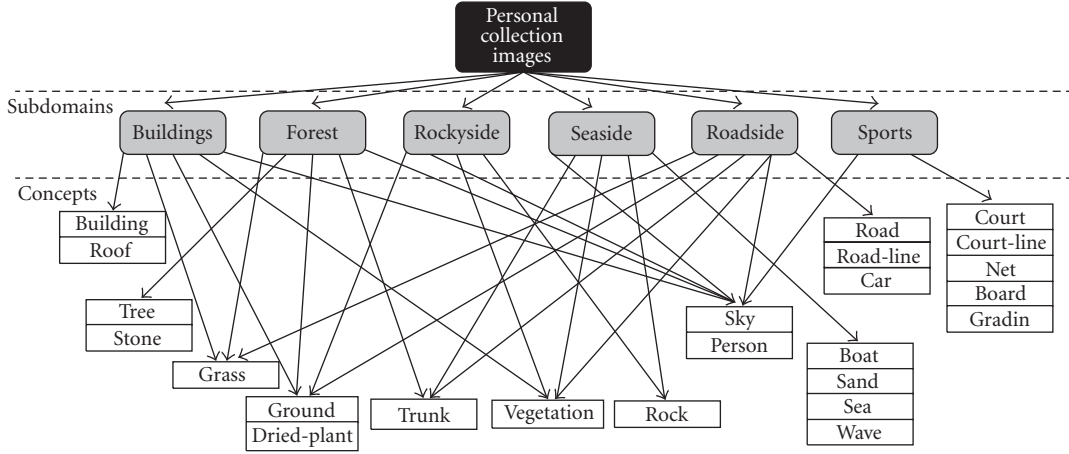 Personal
collection
images
Subdomains
Buildings
Forest
Rockyside
Seaside
Roadside
Sports
Concepts
Building
Roof
Tree
Stone
Grass
Ground
Dried-plant
Trunk
Vegetation
Rock
Sky
Person
Road
Road-line
Car
Boat
Sand
Sea
Wave
Court
Court-line
Net
Board
Gradin